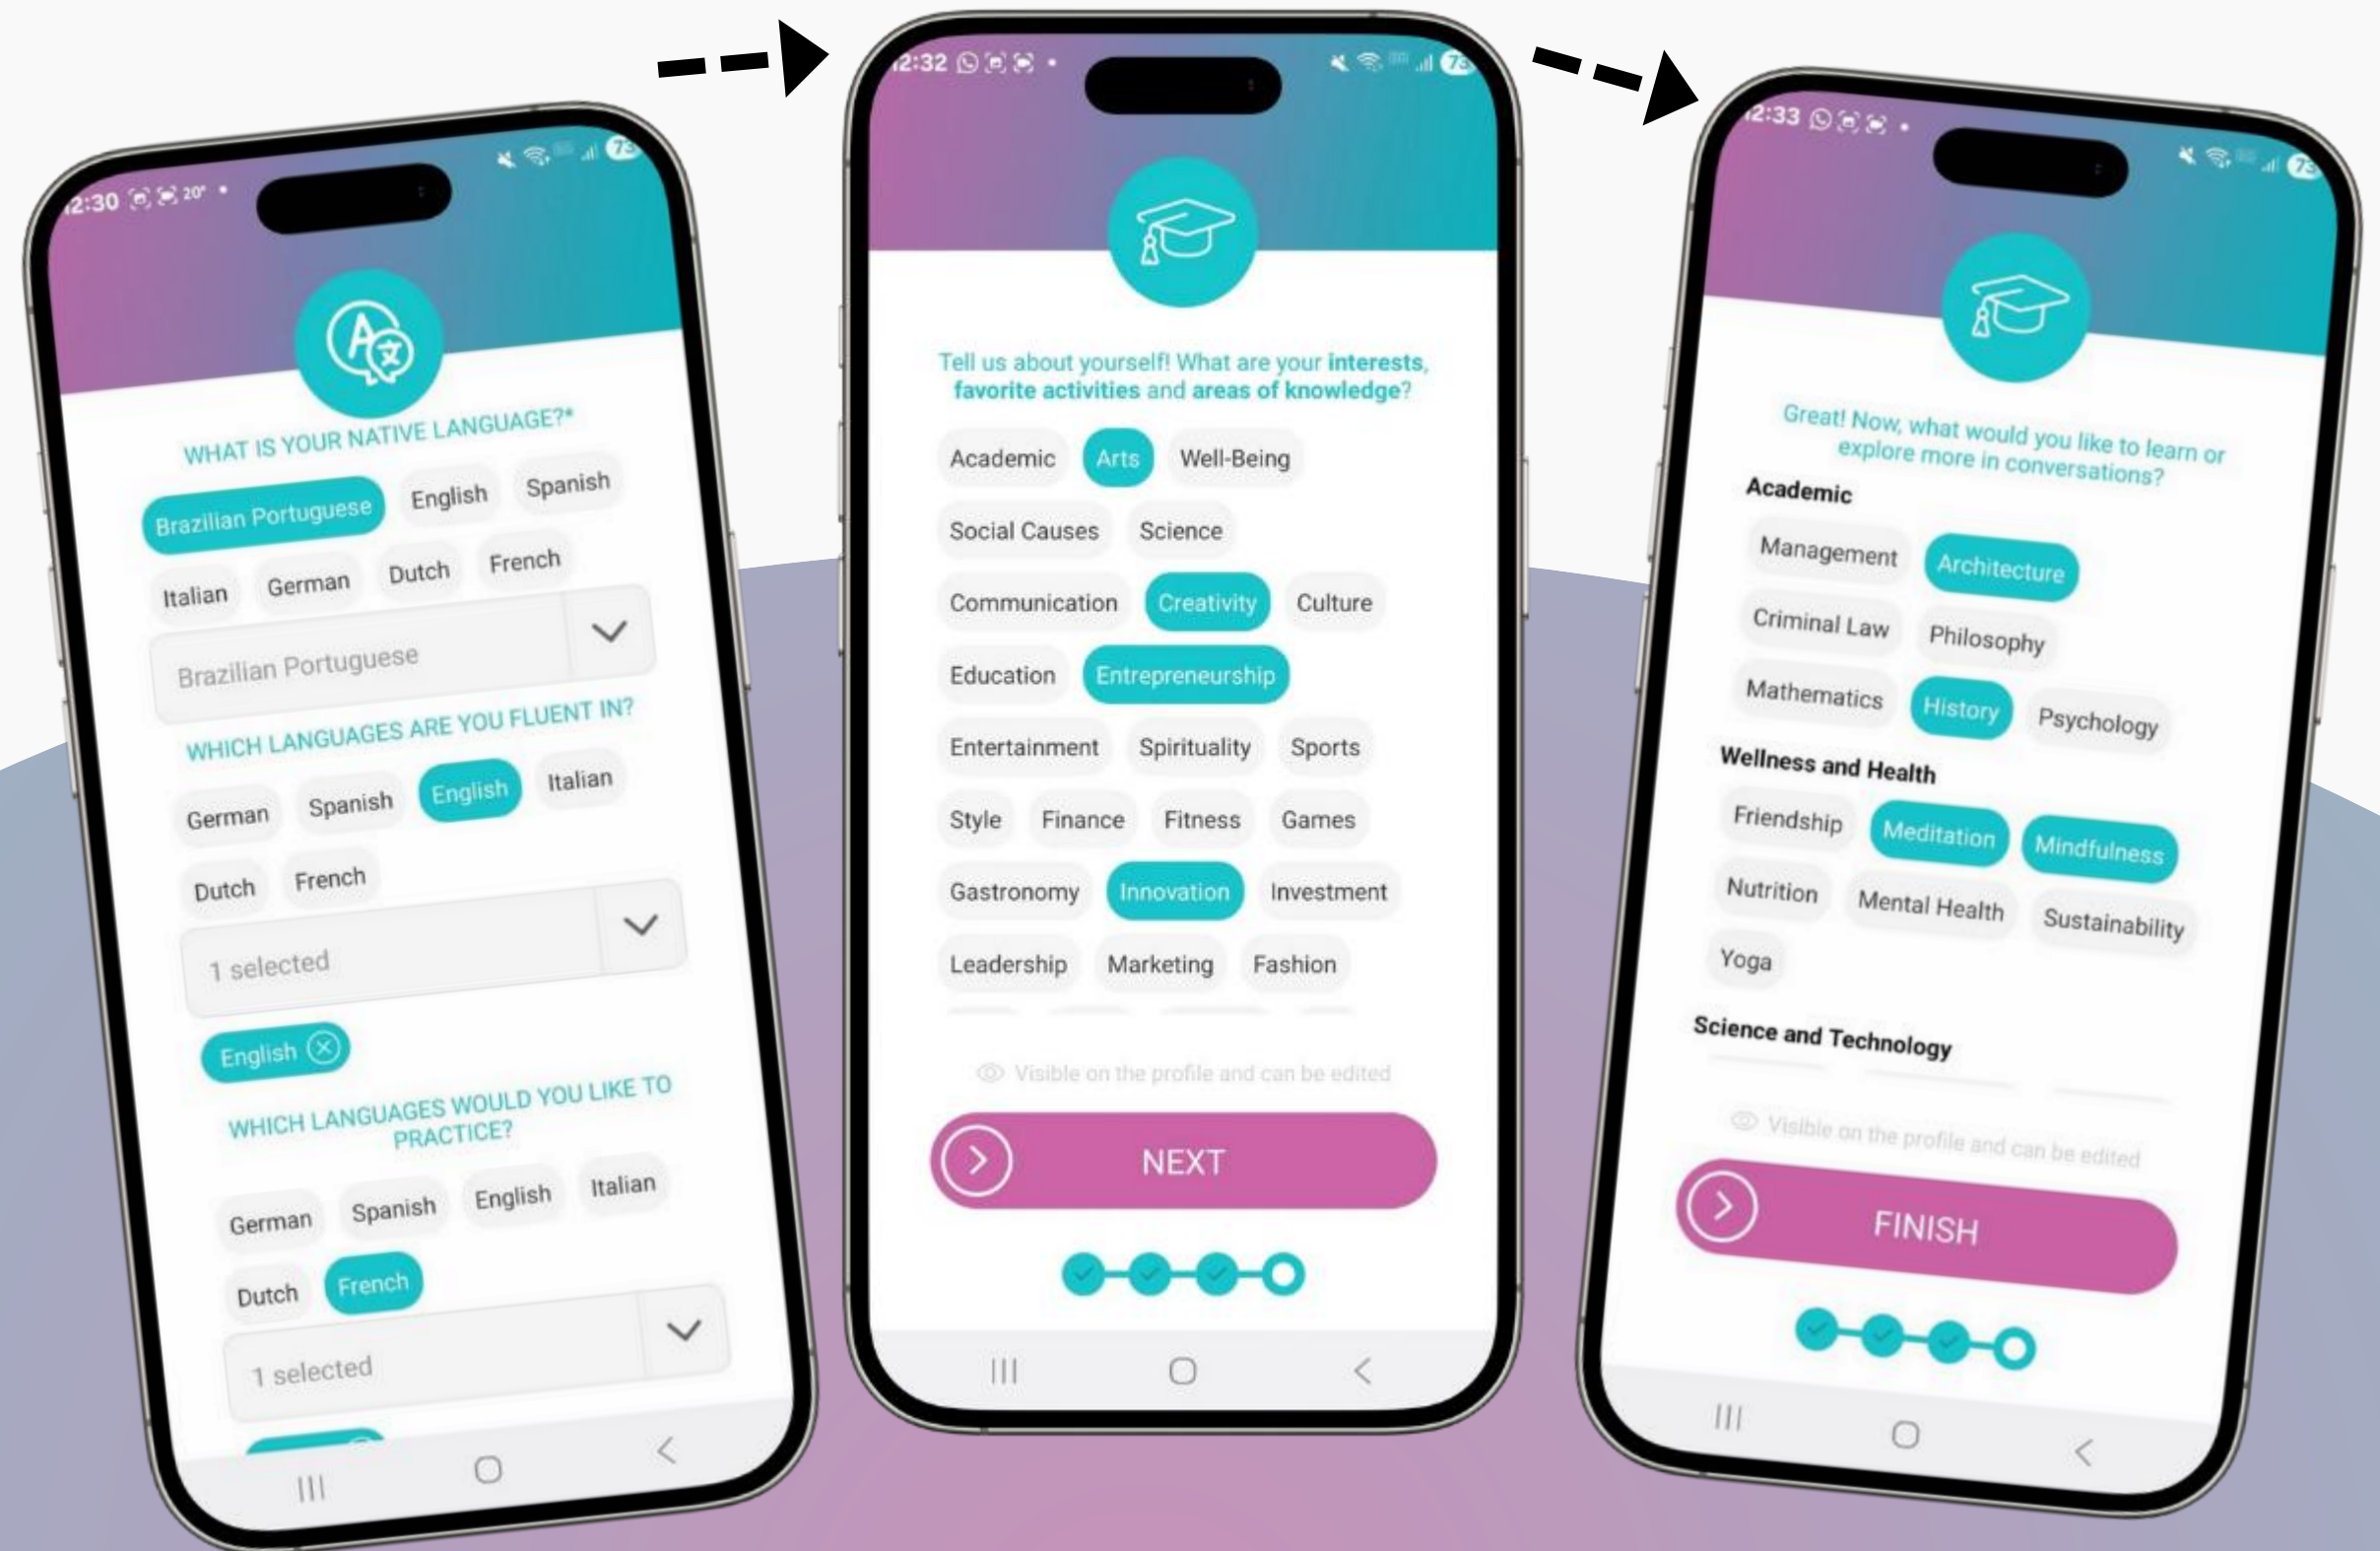 12:30 20° 73
WHAT IS YOUR NATIVE LANGUAGE?*
Brazilian Portuguese English Spanish
Italian German Dutch French
Brazilian Portuguese
WHICH LANGUAGES ARE YOU FLUENT IN?
German Spanish English Italian
Dutch French
1 selected
English
WHICH LANGUAGES WOULD YOU LIKE TO
PRACTICE?
German Spanish English Italian
Dutch French
1 selected
12:32 73
Tell us about yourself! What are your interests,
favorite activities and areas of knowledge?
Academic Arts Well-Being
Social Causes Science
Communication Creativity Culture
Education Entrepreneurship
Entertainment Spirituality Sports
Style Finance Fitness Games
Gastronomy Innovation Investment
Leadership Marketing Fashion
Visible on the profile and can be edited
NEXT
12:33 73
Great! Now, what would you like to learn or
explore more in conversations?
Academic
Management Architecture
Criminal Law Philosophy
Mathematics History Psychology
Wellness and Health
Friendship Meditation Mindfulness
Nutrition Mental Health Sustainability
Yoga
Science and Technology
Visible on the profile and can be edited
FINISH